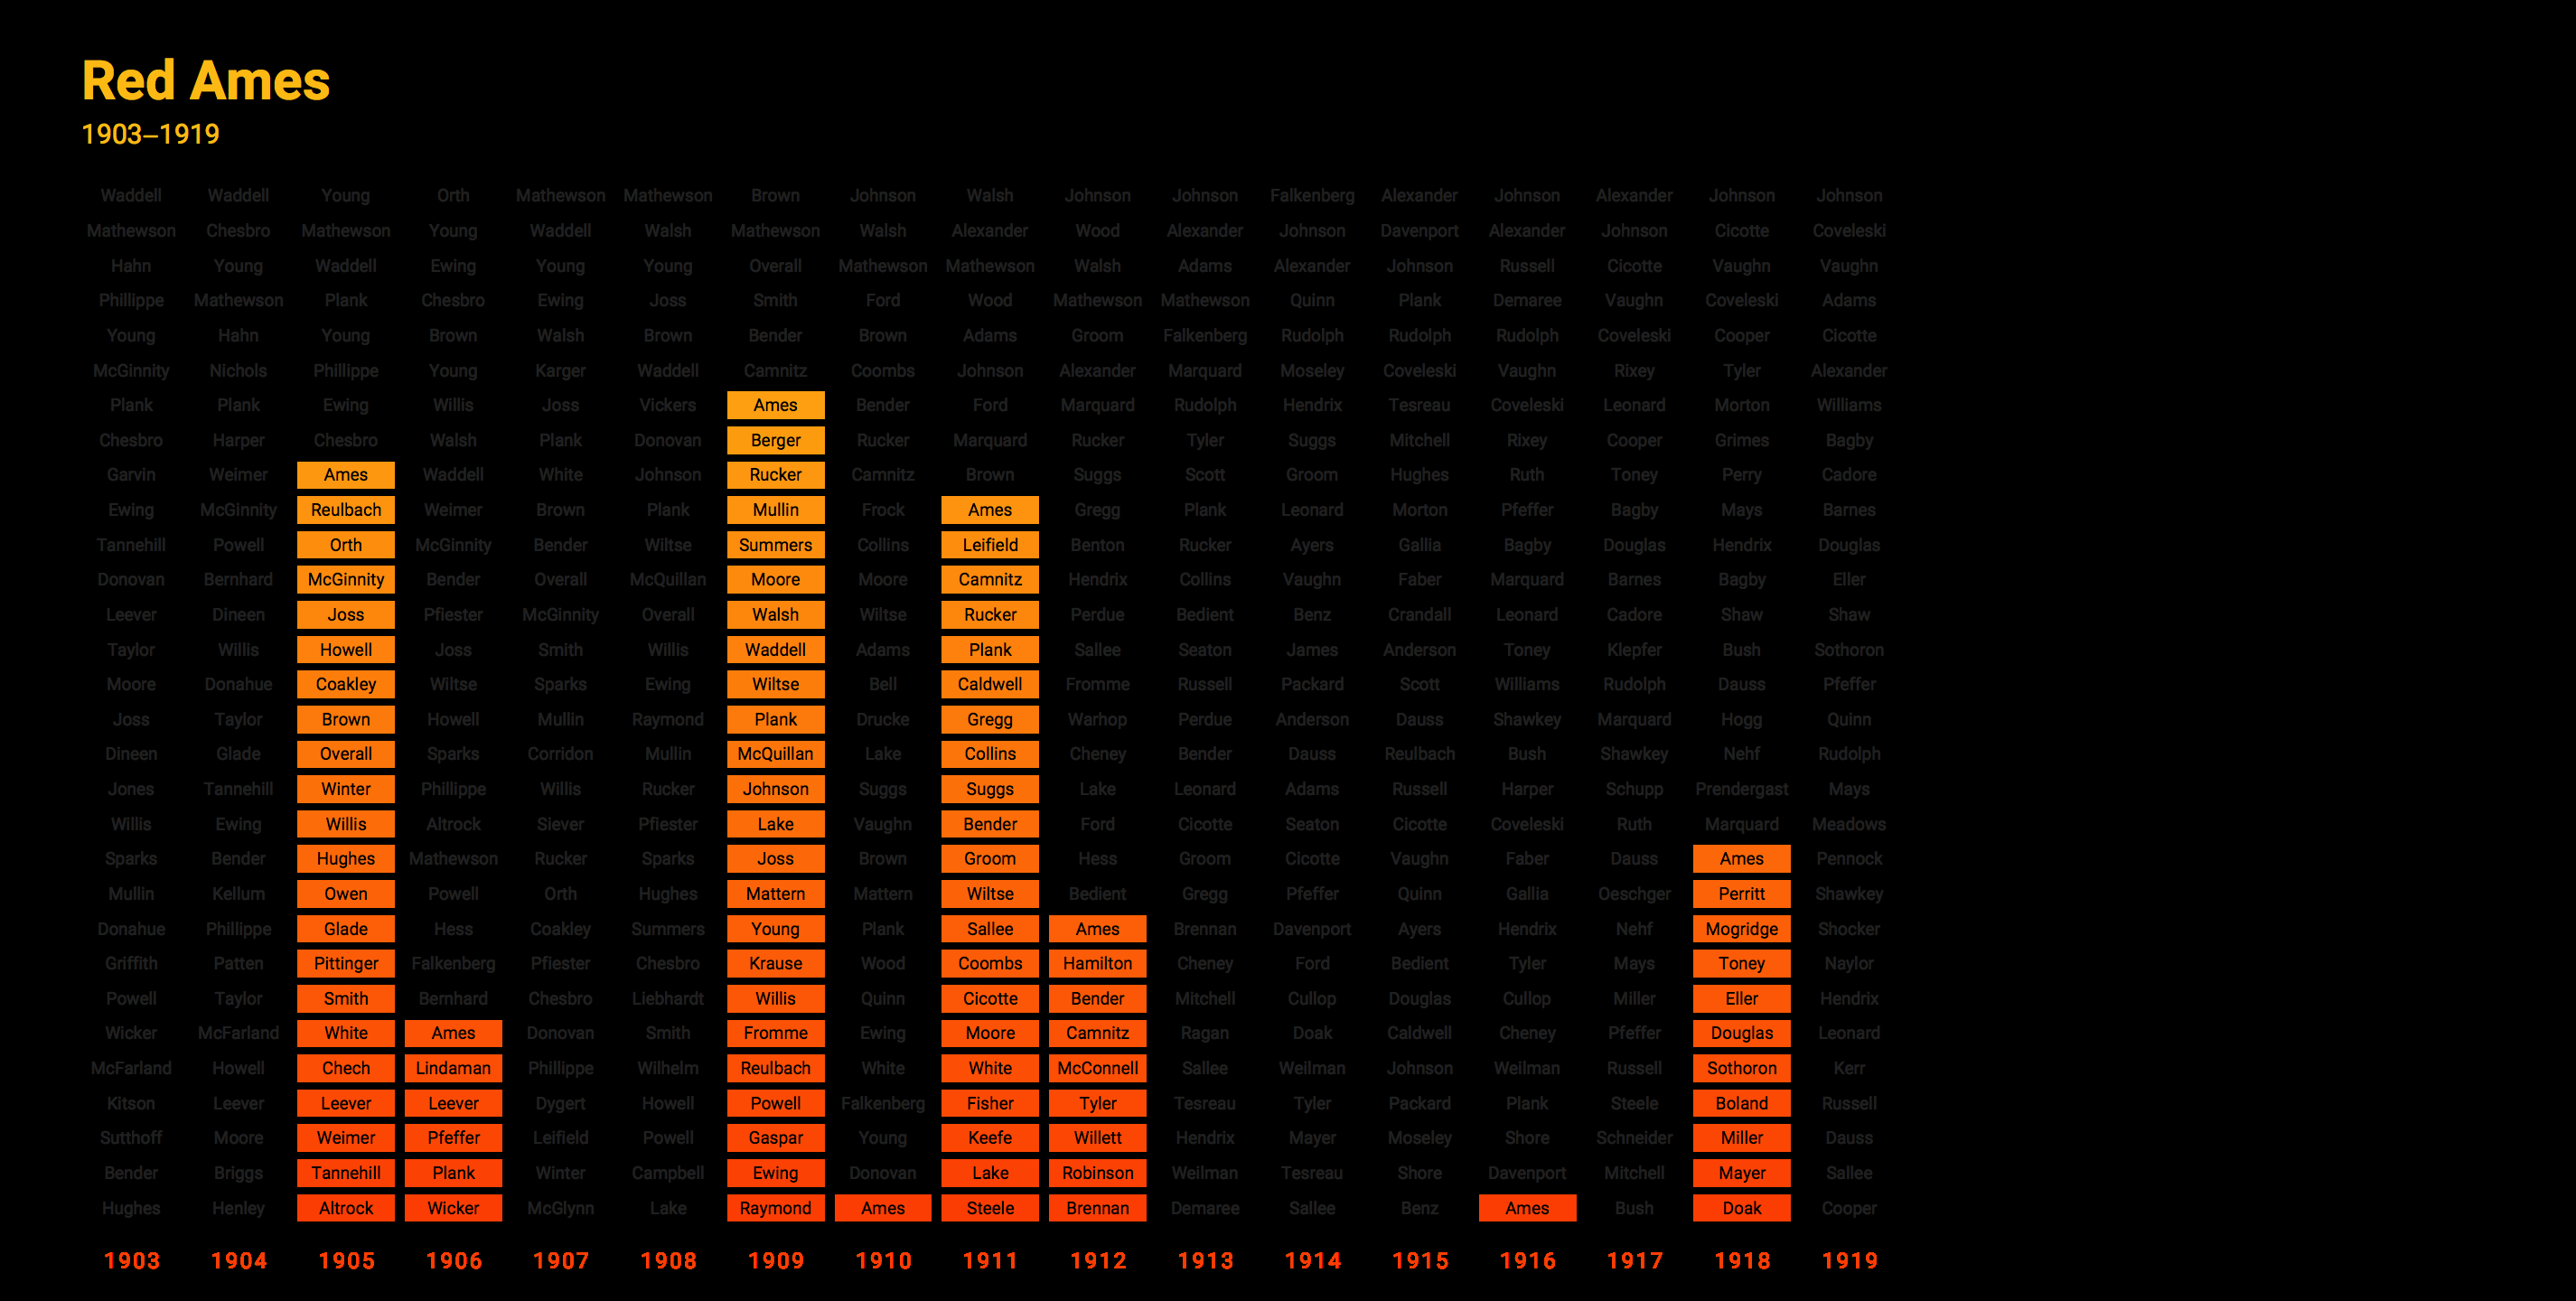 Red Ames
1903–1919
Waddell Waddell Young Orth Mathewson Mathewson Brown Johnson Walsh Johnson Johnson Falkenberg Alexander Johnson Alexander Johnson Johnson
Mathewson Chesbro Mathewson Young Waddell Walsh Mathewson Walsh Alexander Wood Alexander Johnson Davenport Alexander Johnson Cicotte Coveleski
Hahn Young Waddell Ewing Young Young Overall Mathewson Mathewson Walsh Adams Alexander Johnson Russell Cicotte Vaughn Vaughn
Phillippe Mathewson Plank Chesbro Ewing Joss Smith Ford Wood Mathewson Mathewson Quinn Plank Demaree Vaughn Coveleski Adams
Young Hahn Young Brown Walsh Brown Bender Brown Adams Groom Falkenberg Rudolph Rudolph Rudolph Coveleski Cooper Cicotte
McGinnity Nichols Phillippe Young Karger Waddell Camnitz Coombs Johnson Alexander Marquard Moseley Coveleski Vaughn Rixey Tyler Alexander
Plank Plank Ewing Willis Joss Vickers Ames Bender Ford Marquard Rudolph Hendrix Tesreau Coveleski Leonard Morton Williams
Chesbro Harper Chesbro Walsh Plank Donovan Berger Rucker Marquard Rucker Tyler Suggs Mitchell Rixey Cooper Grimes Bagby
Garvin Weimer Ames Waddell White Johnson Rucker Camnitz Brown Suggs Scott Groom Hughes Ruth Toney Perry Cadore
Ewing McGinnity Reulbach Weimer Brown Plank Mullin Frock Ames Gregg Plank Leonard Morton Pfeffer Bagby Mays Barnes
Tannehill Powell Orth McGinnity Bender Wiltse Summers Collins Leifield Benton Rucker Ayers Gallia Bagby Douglas Hendrix Douglas
Donovan Bernhard McGinnity Bender Overall McQuillan Moore Moore Camnitz Hendrix Collins Vaughn Faber Marquard Barnes Bagby Eller
Leever Dineen Joss Pfiester McGinnity Overall Walsh Wiltse Rucker Perdue Bedient Benz Crandall Leonard Cadore Shaw Shaw
Taylor Willis Howell Joss Smith Willis Waddell Adams Plank Sallee Seaton James Anderson Toney Klepfer Bush Sothoron
Moore Donahue Coakley Wiltse Sparks Ewing Wiltse Bell Caldwell Fromme Russell Packard Scott Williams Rudolph Dauss Pfeffer
Joss Taylor Brown Howell Mullin Raymond Plank Drucke Gregg Warhop Perdue Anderson Dauss Shawkey Marquard Hogg Quinn
Dineen Glade Overall Sparks Corridon Mullin McQuillan Lake Collins Cheney Bender Dauss Reulbach Bush Shawkey Nehf Rudolph
Jones Tannehill Winter Phillippe Willis Rucker Johnson Suggs Suggs Lake Leonard Adams Russell Harper Schupp Prendergast Mays
Willis Ewing Willis Altrock Siever Pfiester Lake Vaughn Bender Ford Cicotte Seaton Cicotte Coveleski Ruth Marquard Meadows
Sparks Bender Hughes Mathewson Rucker Sparks Joss Brown Groom Hess Groom Cicotte Vaughn Faber Dauss Ames Pennock
Mullin Kellum Owen Powell Orth Hughes Mattern Mattern Wiltse Bedient Gregg Pfeffer Quinn Gallia Oeschger Perritt Shawkey
Donahue Phillippe Glade Hess Coakley Summers Young Plank Sallee Ames Brennan Davenport Ayers Hendrix Nehf Mogridge Shocker
Griffith Patten Pittinger Falkenberg Pfiester Chesbro Krause Wood Coombs Hamilton Cheney Ford Bedient Tyler Mays Toney Naylor
Powell Taylor Smith Bernhard Chesbro Liebhardt Willis Quinn Cicotte Bender Mitchell Cullop Douglas Cullop Miller Eller Hendrix
Wicker McFarland White Ames Donovan Smith Fromme Ewing Moore Camnitz Ragan Doak Caldwell Cheney Pfeffer Douglas Leonard
McFarland Howell Chech Lindaman Phillippe Wilhelm Reulbach White White McConnell Sallee Weilman Johnson Weilman Russell Sothoron Kerr
Kitson Leever Leever Leever Dygert Howell Powell Falkenberg Fisher Tyler Tesreau Tyler Packard Plank Steele Boland Russell
Sutthoff Moore Weimer Pfeffer Leifield Powell Gaspar Young Keefe Willett Hendrix Mayer Moseley Shore Schneider Miller Dauss
Bender Briggs Tannehill Plank Winter Campbell Ewing Donovan Lake Robinson Weilman Tesreau Shore Davenport Mitchell Mayer Sallee
Hughes Henley Altrock Wicker McGlynn Lake Raymond Ames Steele Brennan Demaree Sallee Benz Ames Bush Doak Cooper
1903 1904 1905 1906 1907 1908 1909 1910 1911 1912 1913 1914 1915 1916 1917 1918 1919